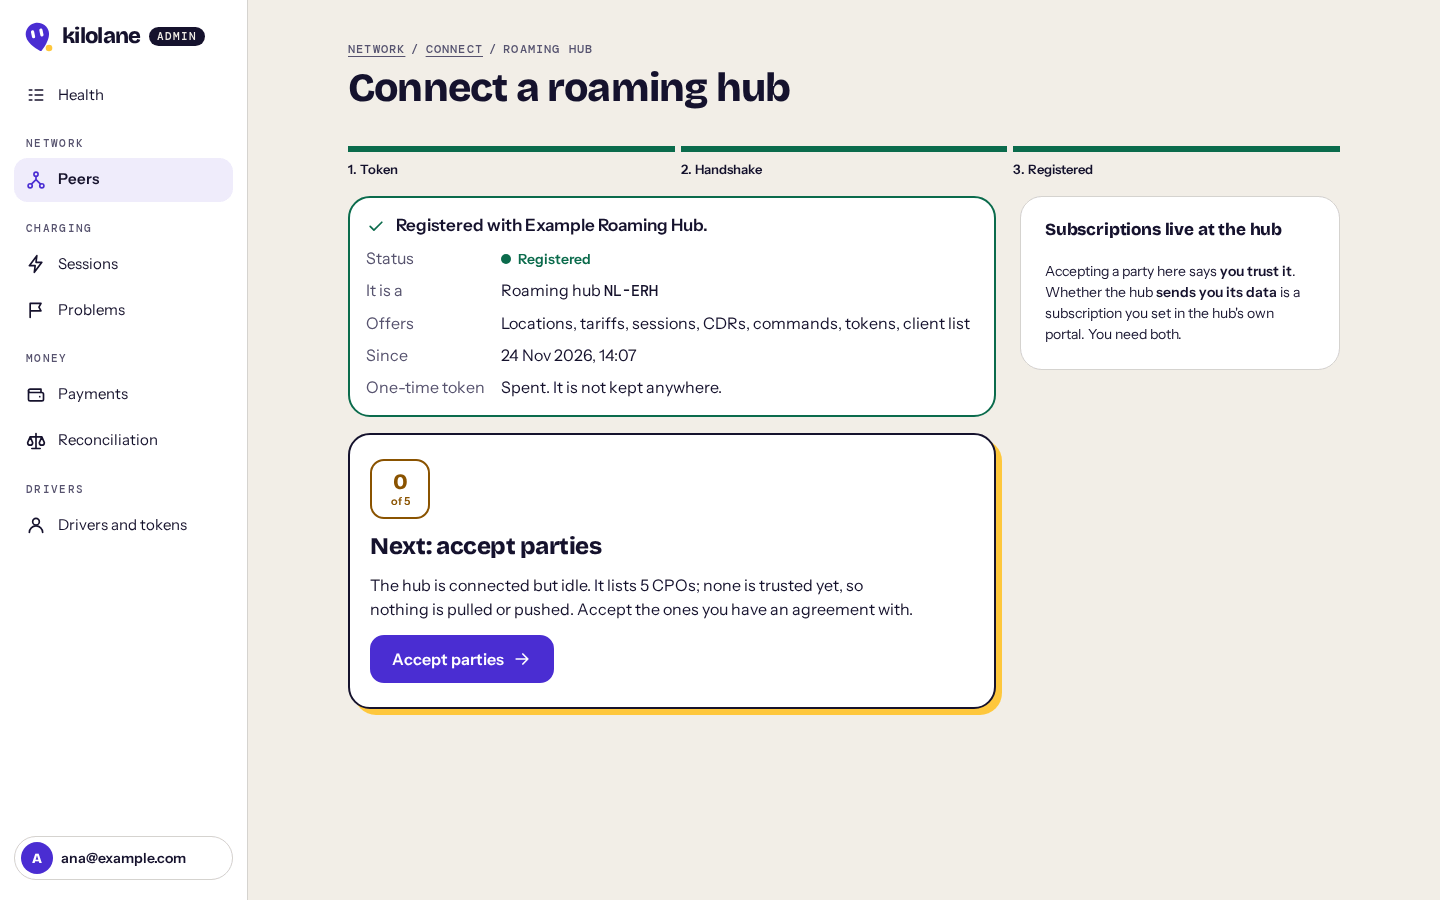 kilolane ADMIN
Health
NETWORK
Peers
CHARGING
Sessions
Problems
MONEY
Payments
Reconciliation
DRIVERS
Drivers and tokens
A ana@example.com
NETWORK / CONNECT / ROAMING HUB
Connect a roaming hub
1. Token
2. Handshake
3. Registered
Registered with Example Roaming Hub.
Status Registered
It is a Roaming hub NL-ERH
Offers Locations, tariffs, sessions, CDRs, commands, tokens, client list
Since 24 Nov 2026, 14:07
One-time token Spent. It is not kept anywhere.
0
of 5
Next: accept parties
The hub is connected but idle. It lists 5 CPOs; none is trusted yet, so
nothing is pulled or pushed. Accept the ones you have an agreement with.
Accept parties
Subscriptions live at the hub
Accepting a party here says you trust it.
Whether the hub sends you its data is a
subscription you set in the hub's own
portal. You need both.